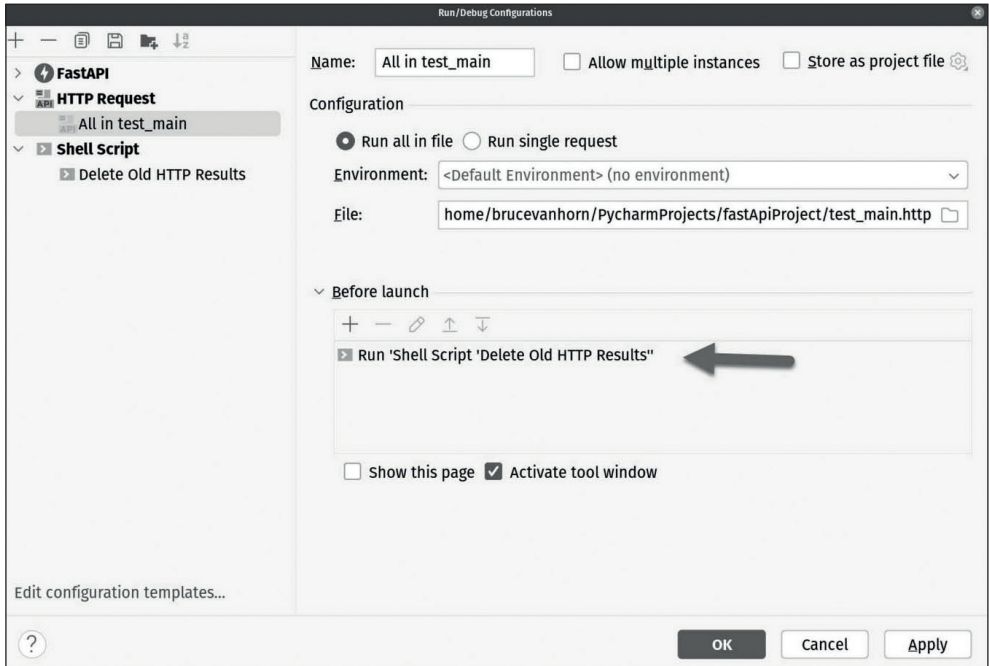 Run/Debug Configurations
FastAPI
HTTP Request
All in test_main
Shell Script
Delete Old HTTP Results
Edit configuration templates...
Name: All in test_main Allow multiple instances Store as project file
Configuration
Run all in file Run single request
Environment: <Default Environment> (no environment)
File: home/brucevanhorn/PycharmProjects/fastApiProject/test_main.http
Before launch
Run 'Shell Script 'Delete Old HTTP Results''
Show this page Activate tool window
? OK Cancel Apply